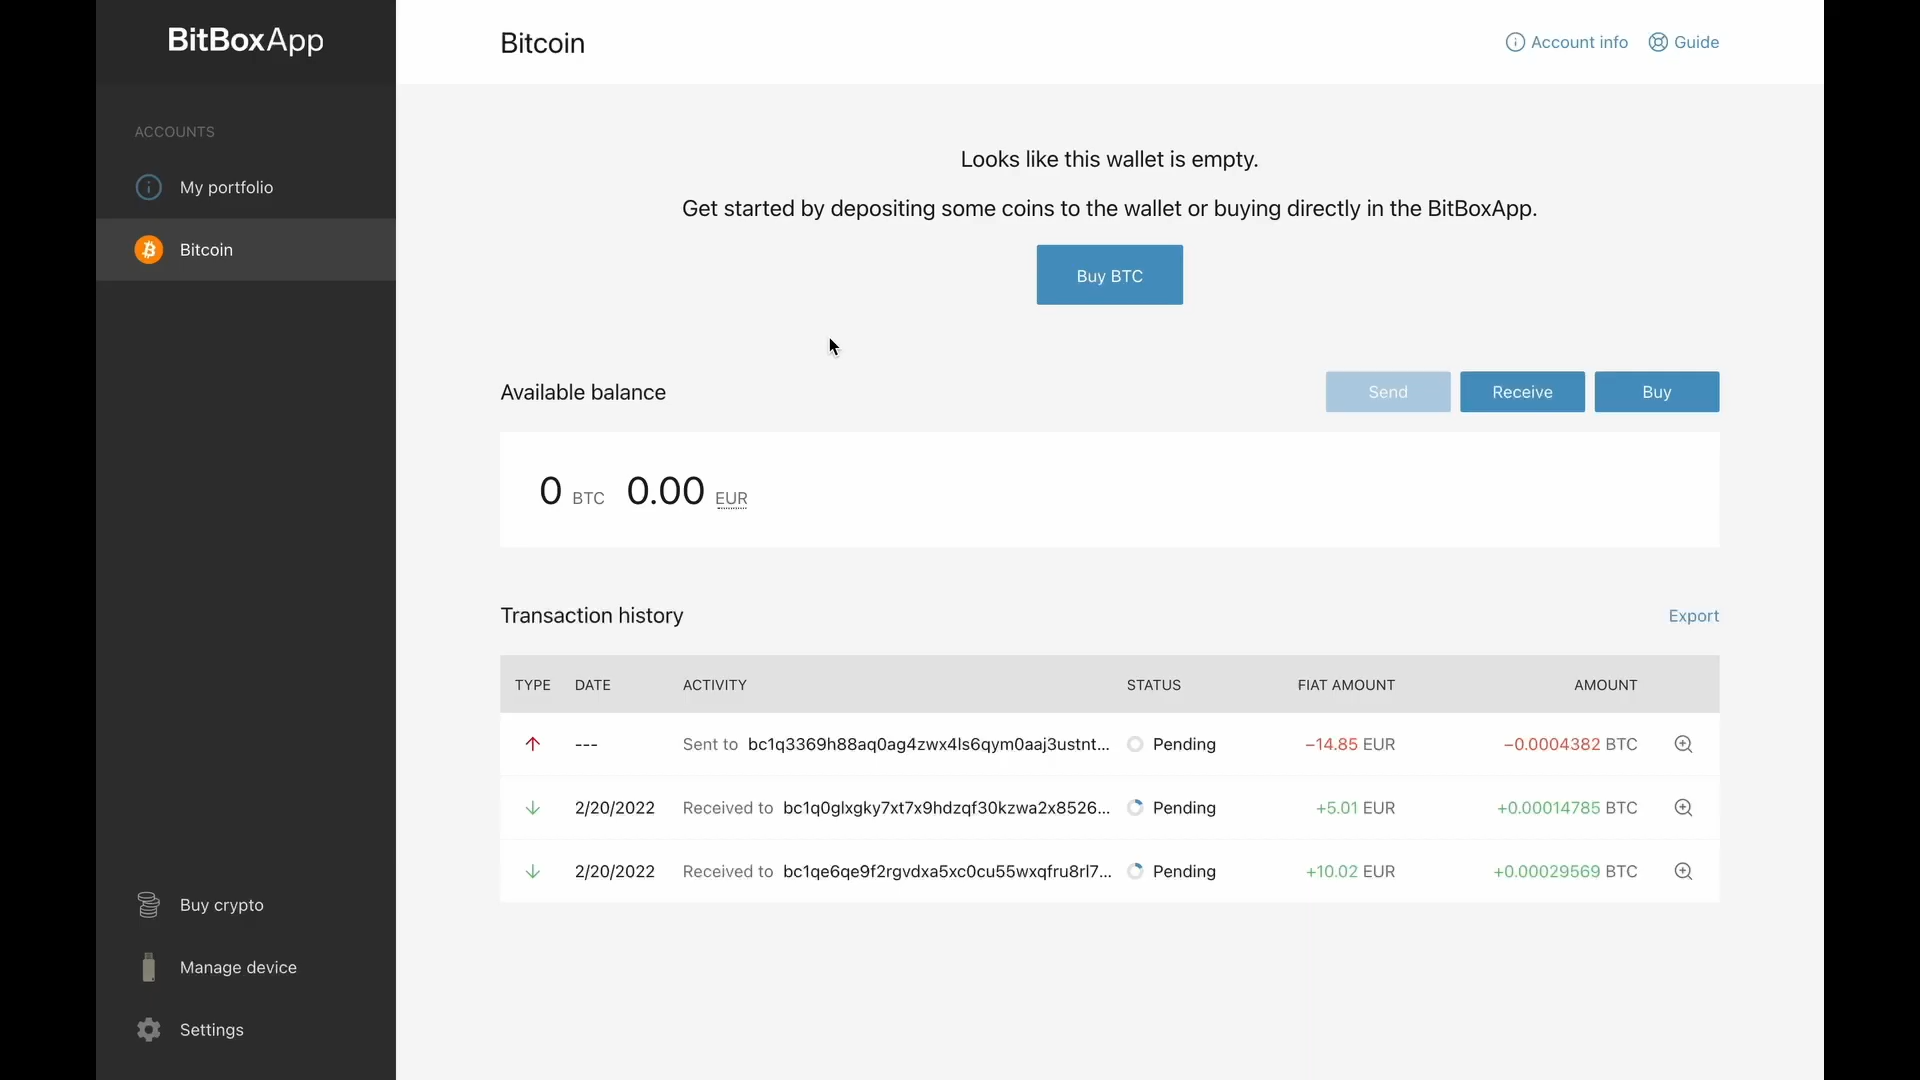 BitBoxApp
Bitcoin
Account info
Guide
ACCOUNTS
My portfolio
Bitcoin
Looks like this wallet is empty.
Get started by depositing some coins to the wallet or buying directly in the BitBoxApp.
Buy BTC
Available balance
Send
Receive
Buy
0 BTC 0.00 EUR
Transaction history
Export
TYPE DATE ACTIVITY STATUS FIAT AMOUNT AMOUNT
--- Sent to bc1q3369h88aq0ag4zwx4ls6qym0aaj3ustnt... Pending −14.85 EUR −0.0004382 BTC
2/20/2022 Received to bc1q0glxgky7xt7x9hdzqf30kzwa2x8526... Pending +5.01 EUR +0.00014785 BTC
2/20/2022 Received to bc1qe6qe9f2rgvdxa5xc0cu55wxqfru8rl7... Pending +10.02 EUR +0.00029569 BTC
Buy crypto
Manage device
Settings